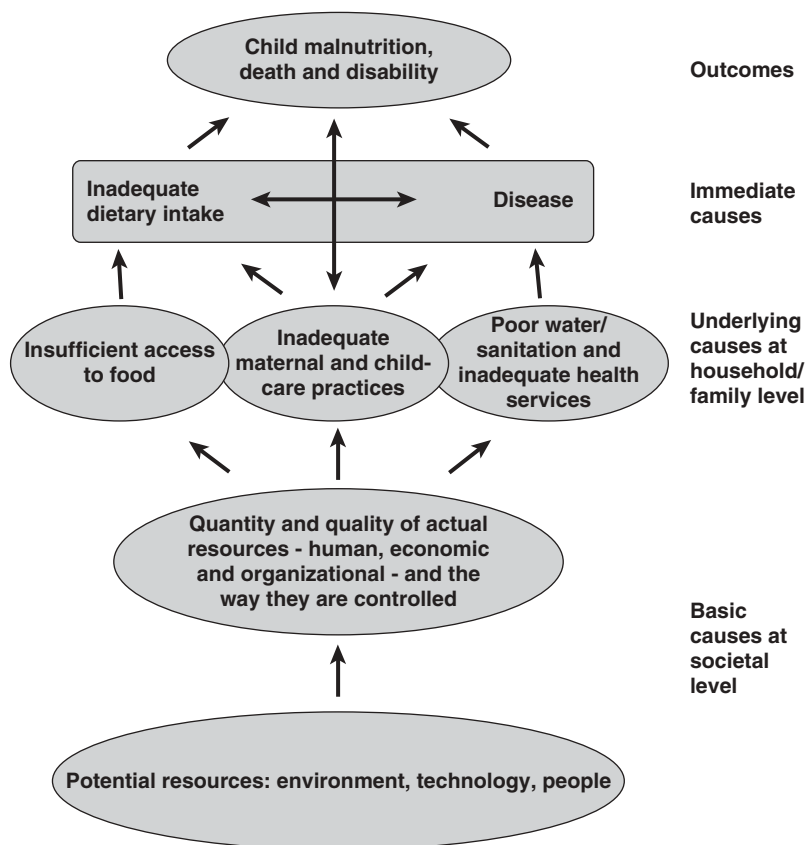 Child malnutrition,
death and disability
Outcomes
Inadequate
dietary intake
Disease
Immediate
causes
Insufficient access
to food
Inadequate
maternal and child-
care practices
Poor water/
sanitation and
inadequate health
services
Underlying
causes at
household/
family level
Quantity and quality of actual
resources - human, economic
and organizational - and the
way they are controlled
Basic
causes at
societal
level
Potential resources: environment, technology, people